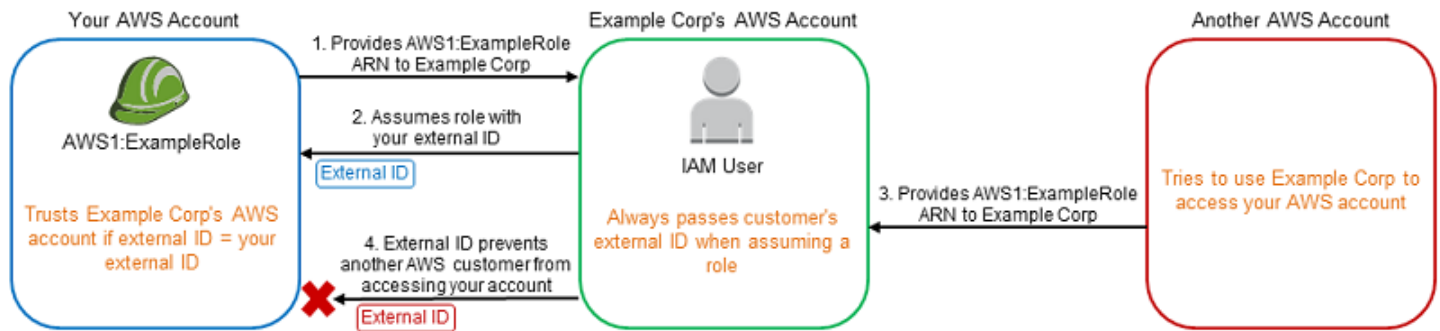 Your AWS Account
AWS1:ExampleRole
Trusts Example Corp's AWS
account if external ID = your
external ID
1. Provides AWS1:ExampleRole
ARN to Example Corp
2. Assumes role with
your external ID
External ID
4. External ID prevents
another AWS customer from
accessing your account
External ID
Example Corp's AWS Account
IAM User
Always passes customer's
external ID when assuming a
role
3. Provides AWS1:ExampleRole
ARN to Example Corp
Another AWS Account
Tries to use Example Corp to
access your AWS account